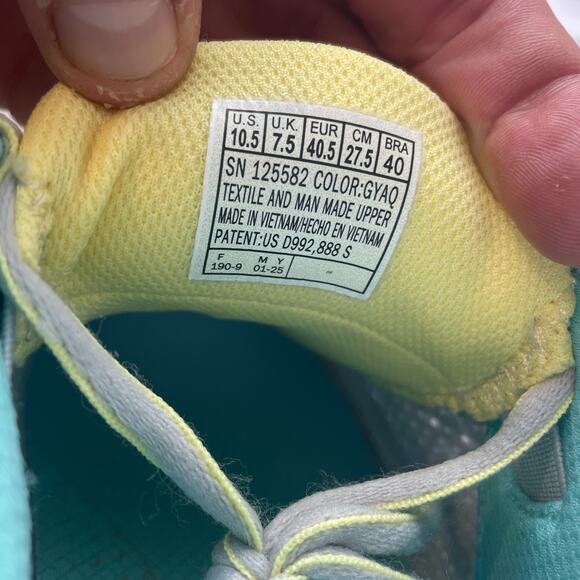 U.S. U.K. EUR CM BRA
10.5 7.5 40.5 27.5 40
SN 125582 COLOR:GYAQ
TEXTILE AND MAN MADE UPPER
MADE IN VIETNAM/HECHO EN VIETNAM
PATENT:US D992,888 S
F M Y
190-9 01-25